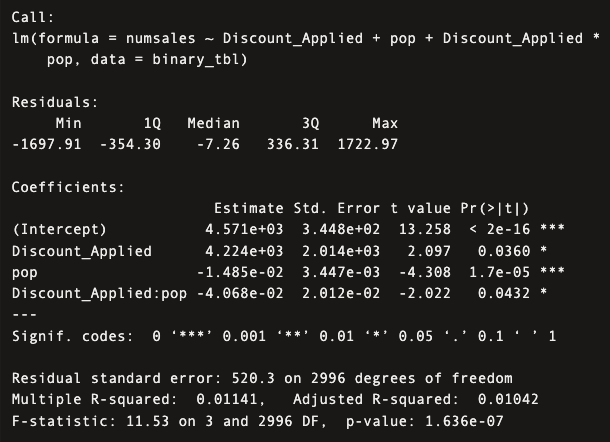 Call:
lm(formula = numsales ~ Discount_Applied + pop + Discount_Applied *
    pop, data = binary_tbl)

Residuals:
     Min       1Q   Median       3Q      Max
-1697.91  -354.30    -7.26   336.31  1722.97

Coefficients:
                       Estimate Std. Error t value Pr(>|t|)
(Intercept)           4.571e+03  3.448e+02  13.258  < 2e-16 ***
Discount_Applied      4.224e+03  2.014e+03   2.097   0.0360 *
pop                  -1.485e-02  3.447e-03  -4.308  1.7e-05 ***
Discount_Applied:pop -4.068e-02  2.012e-02  -2.022   0.0432 *
---
Signif. codes:  0 ‘***’ 0.001 ‘**’ 0.01 ‘*’ 0.05 ‘.’ 0.1 ‘ ’ 1

Residual standard error: 520.3 on 2996 degrees of freedom
Multiple R-squared:  0.01141,	Adjusted R-squared:  0.01042
F-statistic: 11.53 on 3 and 2996 DF,  p-value: 1.636e-07